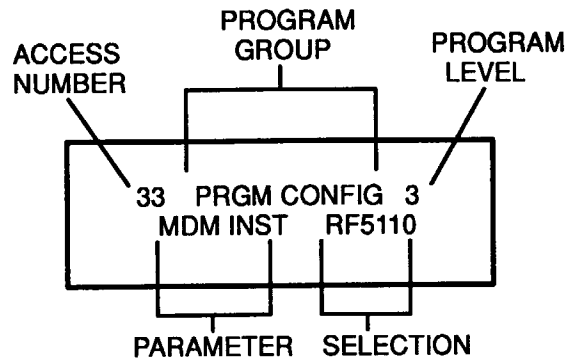 PROGRAM
GROUP
ACCESS
NUMBER
PROGRAM
LEVEL
33 PRGM CONFIG 3
MDM INST RF5110
PARAMETER SELECTION